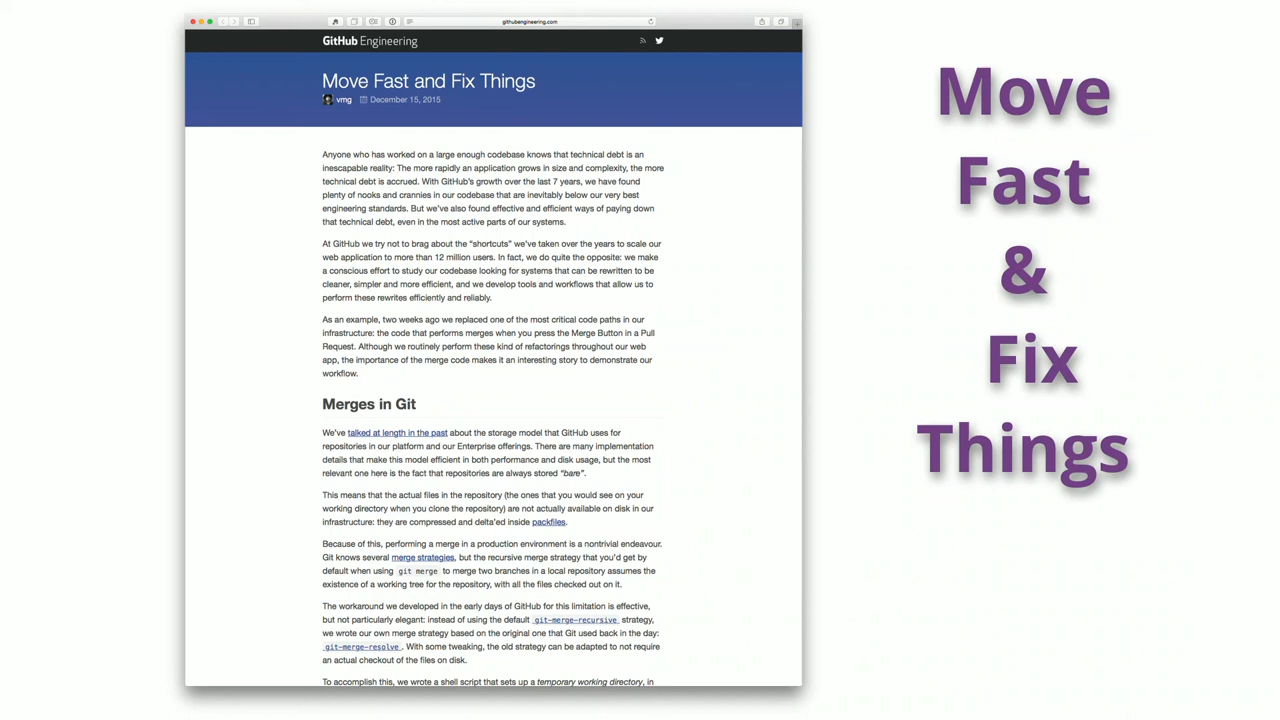 githubengineering.com
GitHub Engineering
Move Fast and Fix Things
vmg December 15, 2015
Anyone who has worked on a large enough codebase knows that technical debt is an
inescapable reality: The more rapidly an application grows in size and complexity, the more
technical debt is accrued. With GitHub's growth over the last 7 years, we have found
plenty of nooks and crannies in our codebase that are inevitably below our very best
engineering standards. But we've also found effective and efficient ways of paying down
that technical debt, even in the most active parts of our systems.
At GitHub we try not to brag about the “shortcuts” we've taken over the years to scale our
web application to more than 12 million users. In fact, we do quite the opposite: we make
a conscious effort to study our codebase looking for systems that can be rewritten to be
cleaner, simpler and more efficient, and we develop tools and workflows that allow us to
perform these rewrites efficiently and reliably.
As an example, two weeks ago we replaced one of the most critical code paths in our
infrastructure: the code that performs merges when you press the Merge Button in a Pull
Request. Although we routinely perform these kind of refactorings throughout our web
app, the importance of the merge code makes it an interesting story to demonstrate our
workflow.
Merges in Git
We've talked at length in the past about the storage model that GitHub uses for
repositories in our platform and our Enterprise offerings. There are many implementation
details that make this model efficient in both performance and disk usage, but the most
relevant one here is the fact that repositories are always stored “bare”.
This means that the actual files in the repository (the ones that you would see on your
working directory when you clone the repository) are not actually available on disk in our
infrastructure: they are compressed and delta'ed inside packfiles.
Because of this, performing a merge in a production environment is a nontrivial endeavour.
Git knows several merge strategies, but the recursive merge strategy that you'd get by
default when using git merge to merge two branches in a local repository assumes the
existence of a working tree for the repository, with all the files checked out on it.
The workaround we developed in the early days of GitHub for this limitation is effective,
but not particularly elegant: instead of using the default git-merge-recursive strategy,
we wrote our own merge strategy based on the original one that Git used back in the day:
git-merge-resolve. With some tweaking, the old strategy can be adapted to not require
an actual checkout of the files on disk.
To accomplish this, we wrote a shell script that sets up a temporary working directory, in
Move
Fast
&
Fix
Things